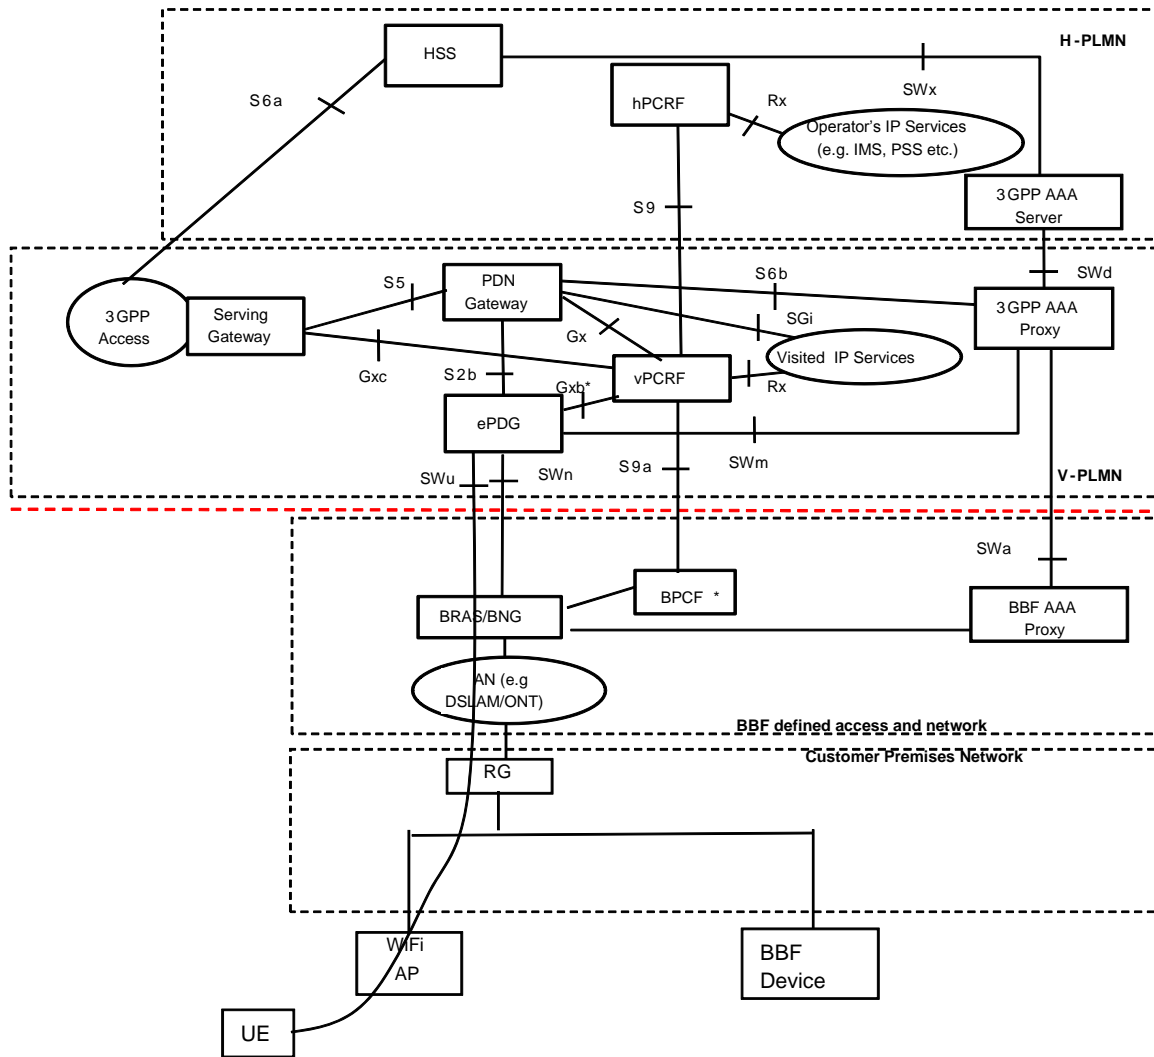 H-PLMN
HSS
S6a
SWx
hPCRF
Rx
Operator's IP Services
(e.g. IMS, PSS etc.)
3GPP AAA
Server
S9
SWd
3GPP
Access
Serving
Gateway
S5
PDN
Gateway
S6b
SGi
3GPP AAA
Proxy
Gx
Gxc
S2b
Gxb*
vPCRF
Rx
Visited IP Services
ePDG
SWu
SWn
S9a
SWm
V-PLMN
SWa
BPCF *
BRAS/BNG
BBF AAA
Proxy
AN (e.g
DSLAM/ONT)
BBF defined access and network
Customer Premises Network
RG
WiFi
AP
BBF
Device
UE